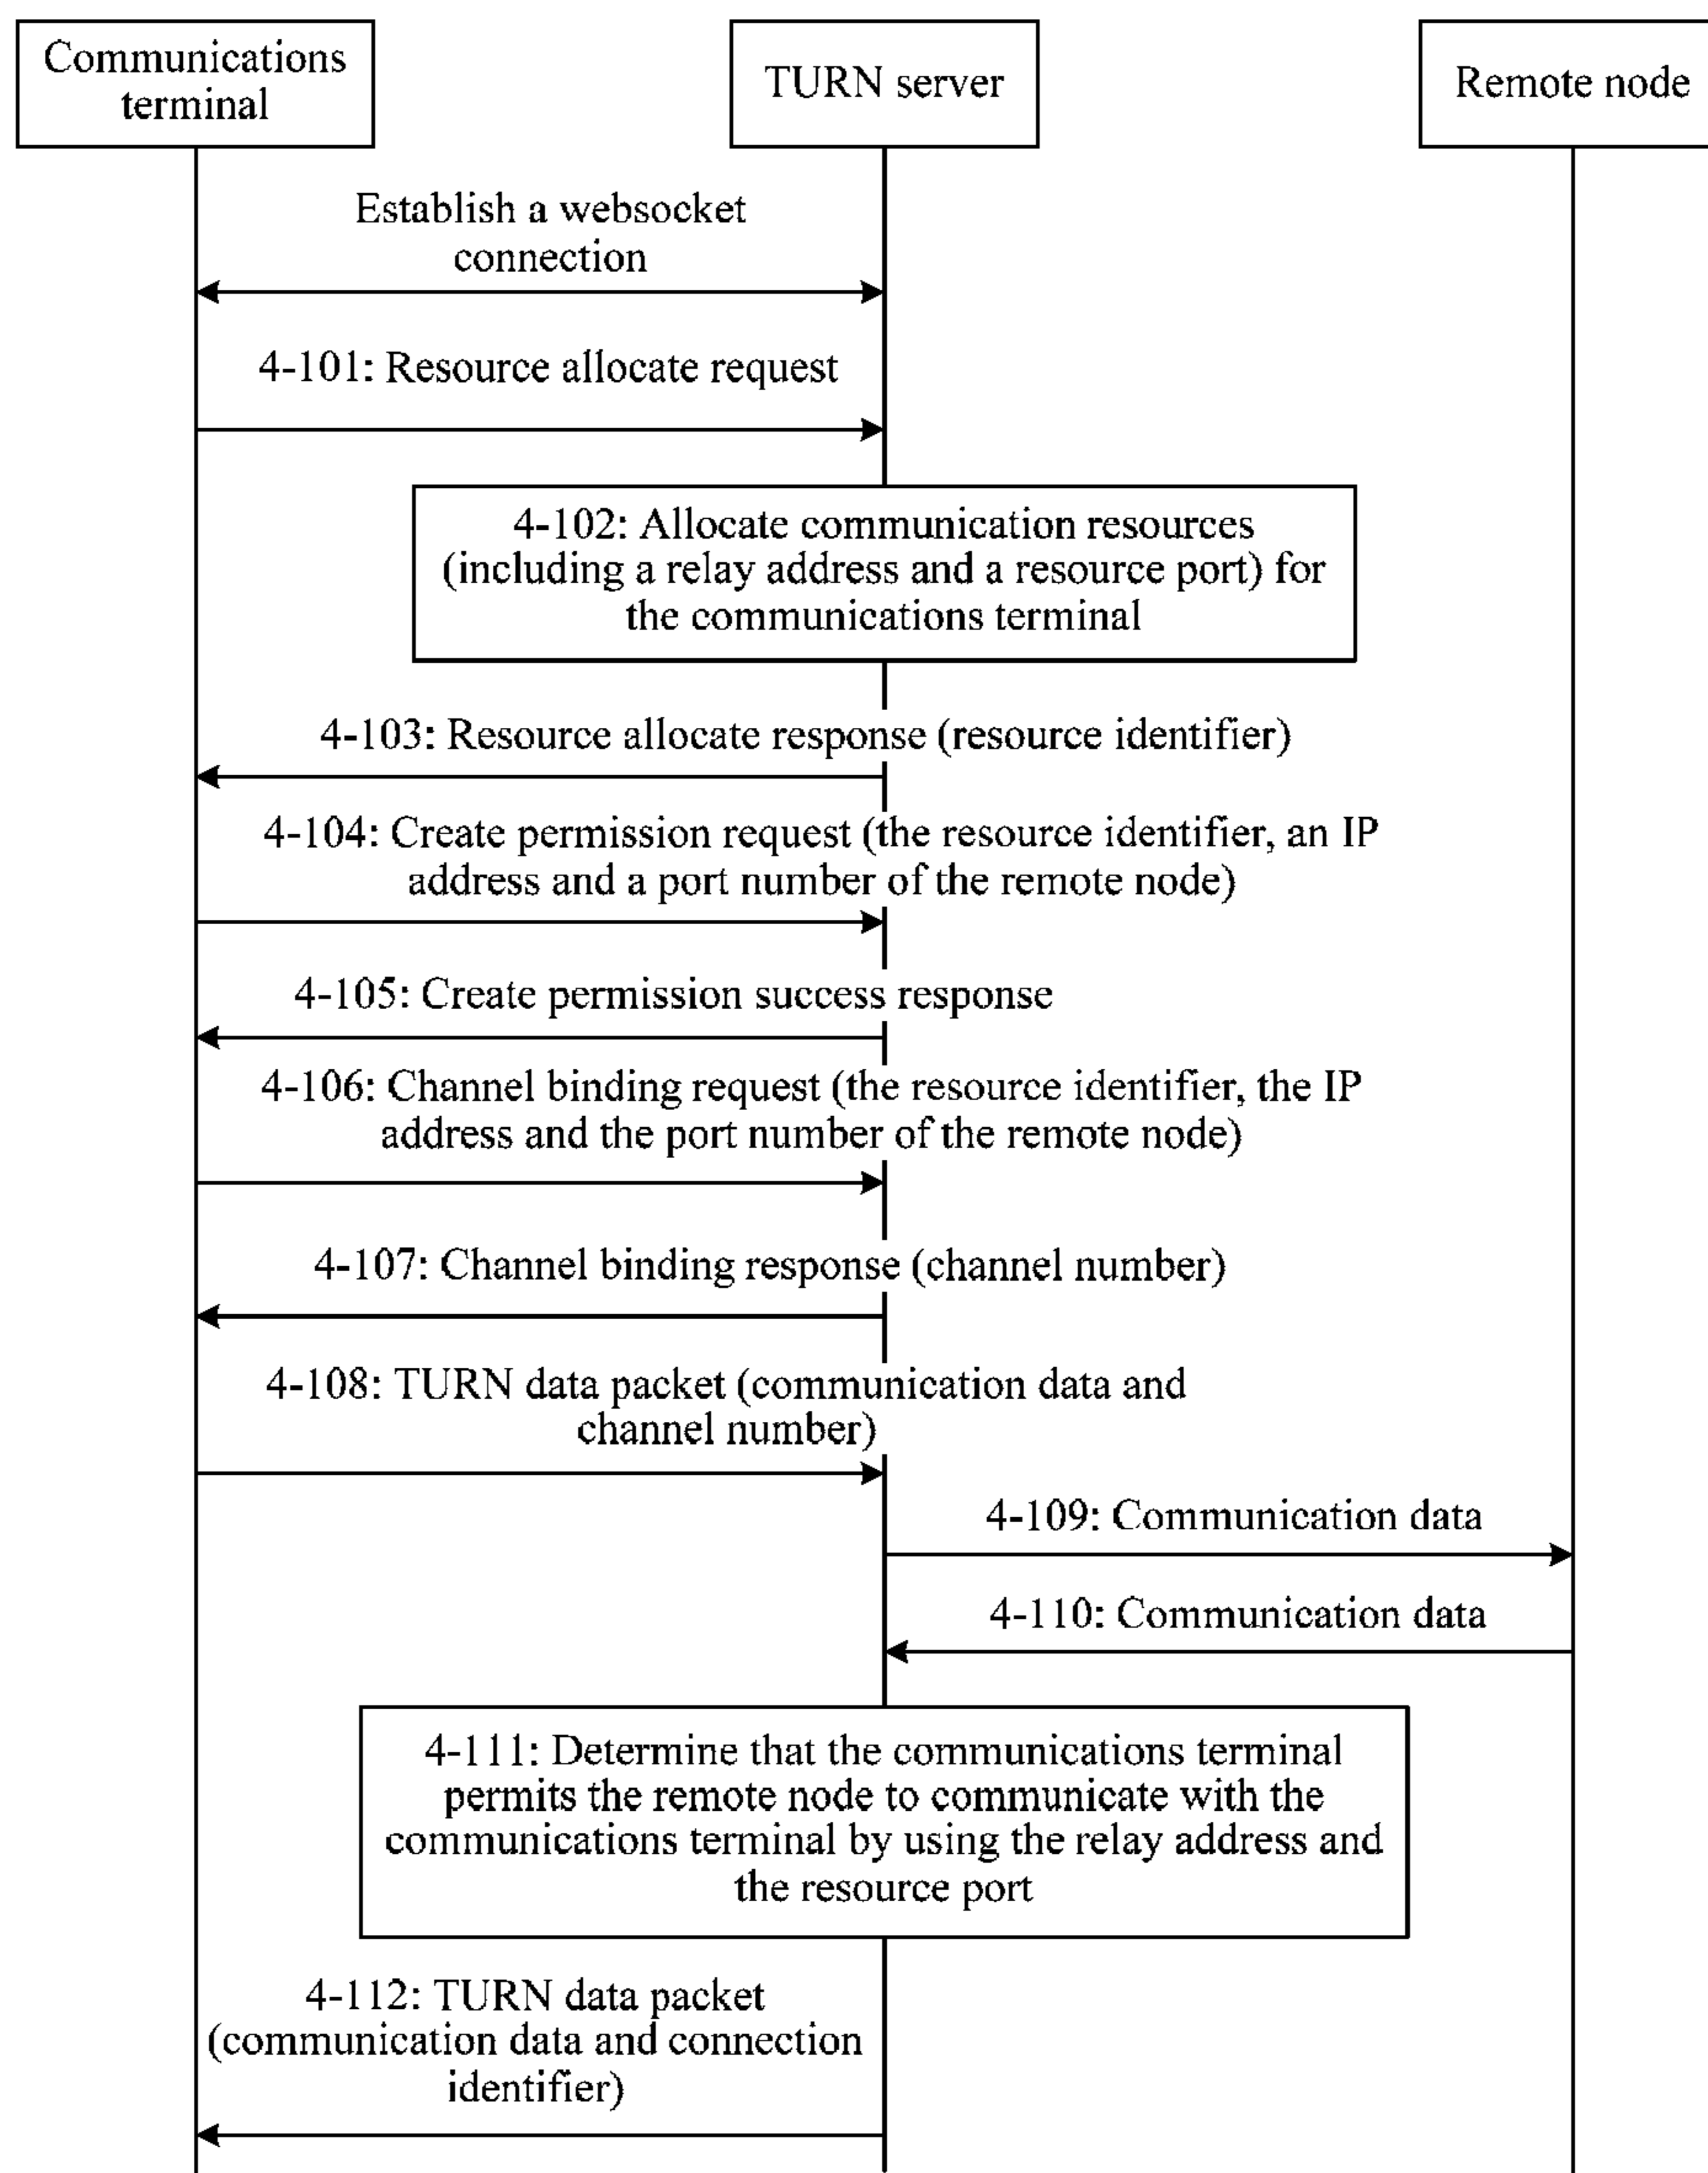 Communications
terminal
TURN server
Remote node
Establish a websocket
connection
4-101: Resource allocate request
4-102: Allocate communication resources
(including a relay address and a resource port) for
the communications terminal
4-103: Resource allocate response (resource identifier)
4-104: Create permission request (the resource identifier, an IP
address and a port number of the remote node)
4-105: Create permission success response
4-106: Channel binding request (the resource identifier, the IP
address and the port number of the remote node)
4-107: Channel binding response (channel number)
4-108: TURN data packet (communication data and
channel number)
4-109: Communication data
4-110: Communication data
4-111: Determine that the communications terminal
permits the remote node to communicate with the
communications terminal by using the relay address and
the resource port
4-112: TURN data packet
(communication data and connection
identifier)